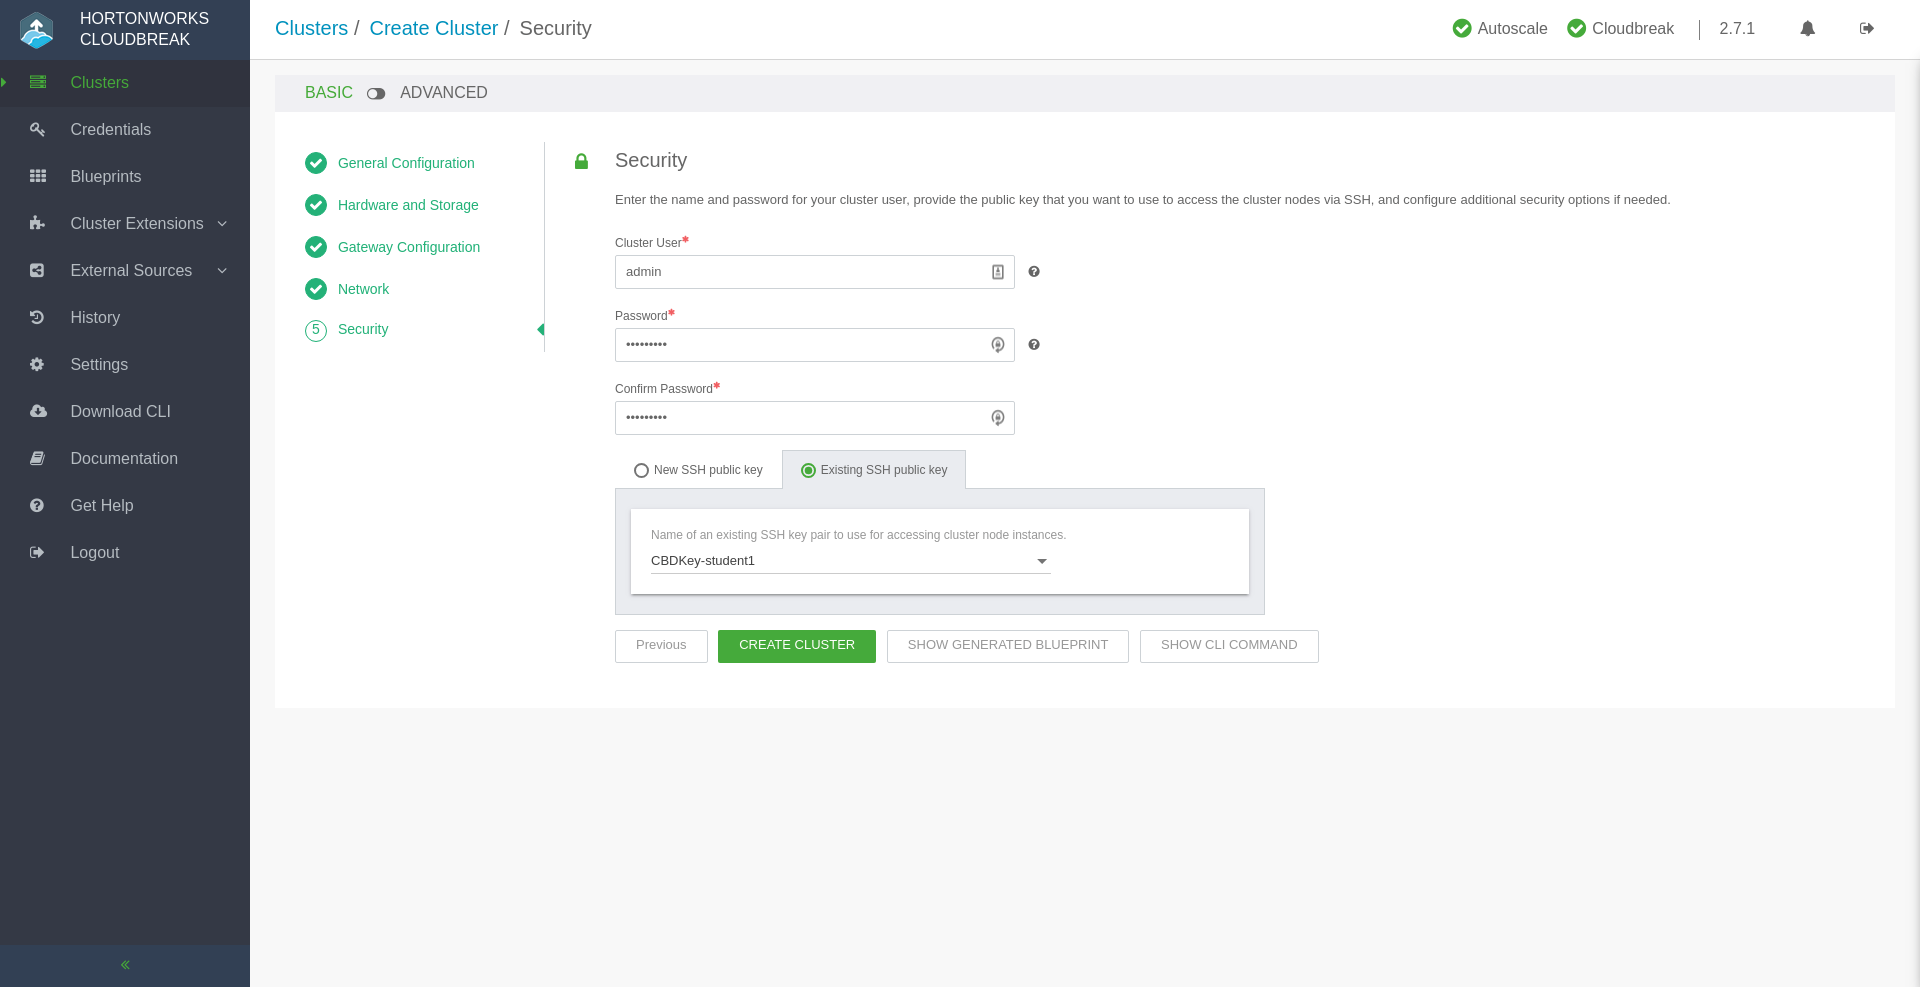 HORTONWORKS
CLOUDBREAK
Clusters / Create Cluster / Security
Autoscale
Cloudbreak
2.7.1
Clusters
Credentials
Blueprints
Cluster Extensions
External Sources
History
Settings
Download CLI
Documentation
Get Help
Logout
BASIC ADVANCED
General Configuration
Hardware and Storage
Gateway Configuration
Network
5 Security
Security
Enter the name and password for your cluster user, provide the public key that you want to use to access the cluster nodes via SSH, and configure additional security options if needed.
Cluster User*
admin
Password*
•••••••••
Confirm Password*
•••••••••
New SSH public key
Existing SSH public key
Name of an existing SSH key pair to use for accessing cluster node instances.
CBDKey-student1
Previous
CREATE CLUSTER
SHOW GENERATED BLUEPRINT
SHOW CLI COMMAND